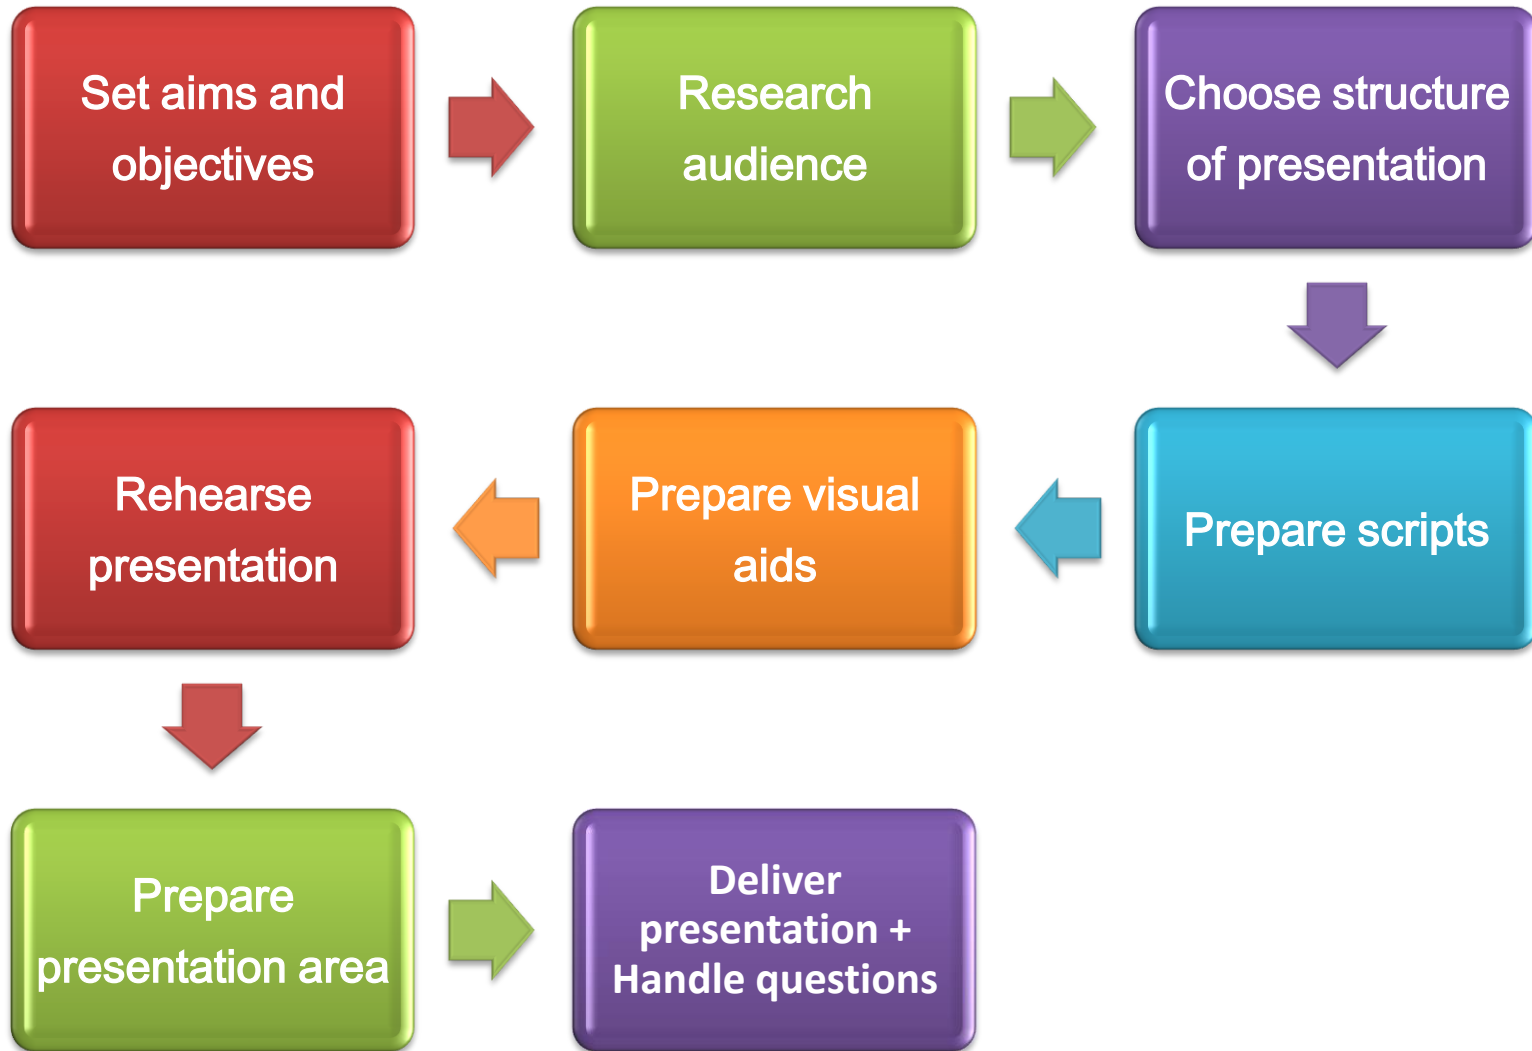 Set aims and
objectives
Research
audience
Choose structure
of presentation
Prepare scripts
Prepare visual
aids
Rehearse
presentation
Prepare
presentation area
Deliver
presentation +
Handle questions